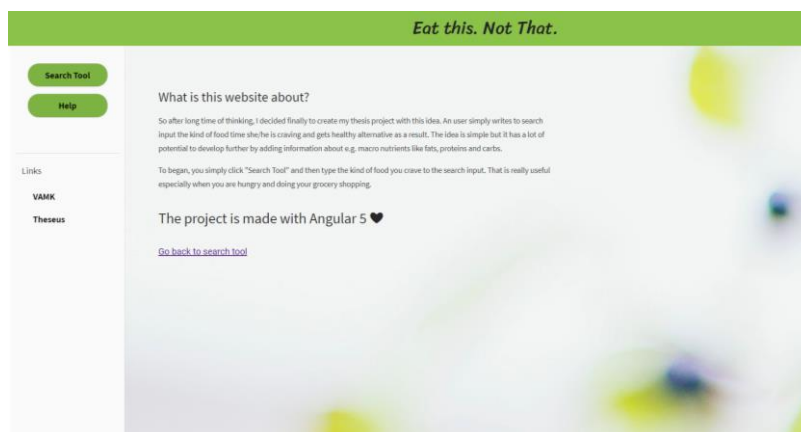 Eat this. Not That.
Search Tool
Help
Links
VAMK
Theseus
What is this website about?
So after long time of thinking, I decided finally to create my thesis project with this idea. An user simply writes to search
input the kind of food time she/he is craving and gets healthy alternative as a result. The idea is simple but it has a lot of
potential to develop further by adding information about e.g. macro nutrients like fats, proteins and carbs.
To began, you simply click "Search Tool" and then type the kind of food you crave to the search input. That is really useful
especially when you are hungry and doing your grocery shopping.
The project is made with Angular 5 ♥
Go back to search tool